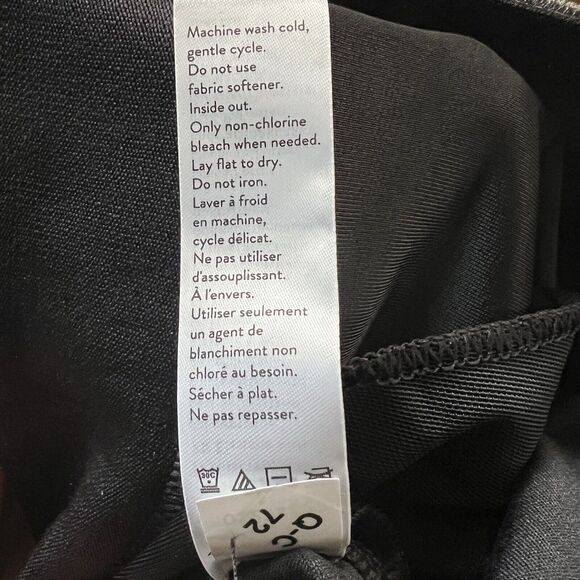 Machine wash cold,
gentle cycle.
Do not use
fabric softener.
Inside out.
Only non-chlorine
bleach when needed.
Lay flat to dry.
Do not iron.
Laver à froid
en machine,
cycle délicat.
Ne pas utiliser
d'assouplissant.
À l'envers.
Utiliser seulement
un agent de
blanchiment non
chloré au besoin.
Sécher à plat.
Ne pas repasser.
30C
Q-C
12